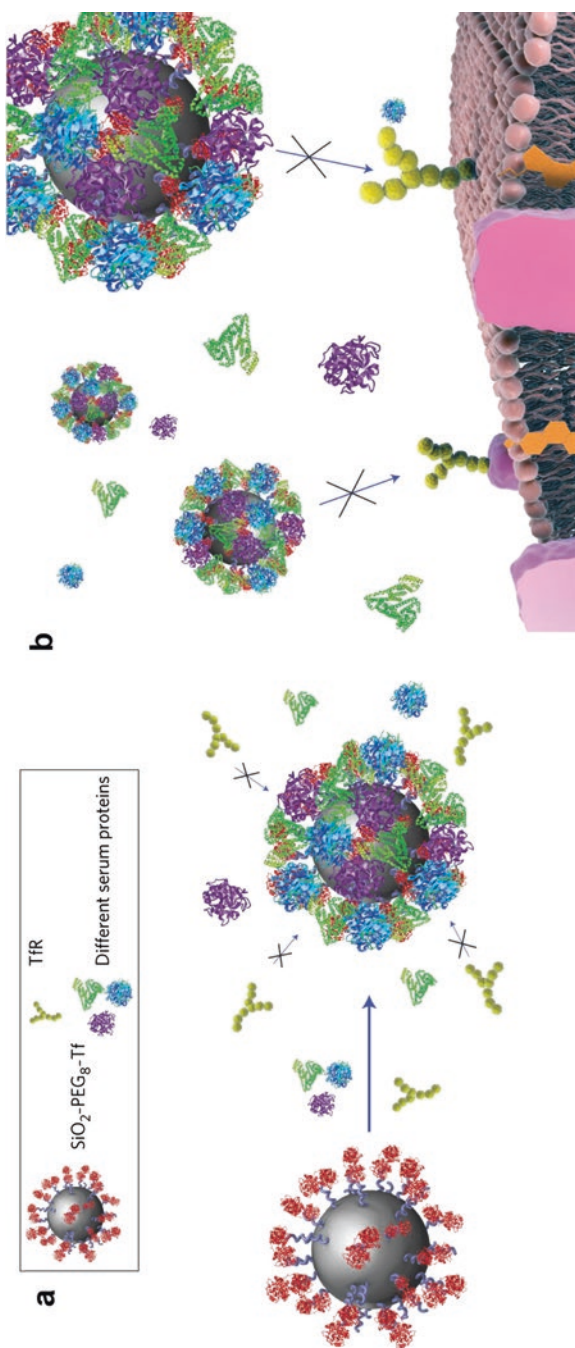 a
SiO₂-PEG₈-Tf
TfR
Different serum proteins
b